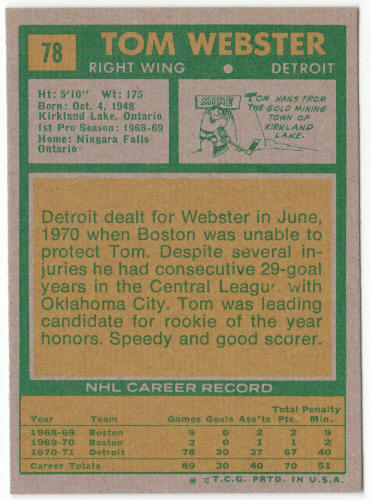 78
TOM WEBSTER
RIGHT WING • DETROIT
Ht: 5'10" Wt: 175
Born: Oct. 4, 1948
Kirkland Lake, Ontario
1st Pro Season: 1968-69
Home: Niagara Falls
Ontario
MINE
TOM HAILS FROM
THE GOLD MINING
TOWN OF
KIRKLAND
LAKE.
Detroit dealt for Webster in June,
1970 when Boston was unable to
protect Tom. Despite several in-
juries he had consecutive 29-goal
years in the Central League with
Oklahoma City. Tom was leading
candidate for rookie of the year
honors. Speedy and good scorer.
NHL CAREER RECORD
Total Penalty
Year Team Games Goals Ass'ts Pts. Min.
1968-69 Boston 9 0 2 2 9
1969-70 Boston 2 0 1 1 2
1970-71 Detroit 78 30 37 67 40
Career Totals 89 30 40 70 51
* © T.C.G. PRTD. IN U.S.A.